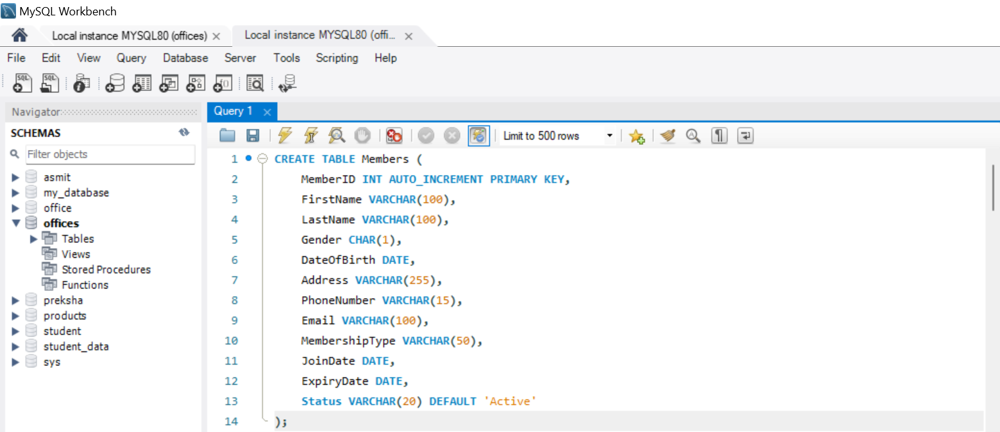 MySQL Workbench
Local instance MYSQL80 (offices)
Local instance MYSQL80 (offi...
File Edit View Query Database Server Tools Scripting Help
SQL SQL
Navigator
Query 1
SCHEMAS
Limit to 500 rows
Filter objects
asmit
my_database
office
offices
Tables
Views
Stored Procedures
Functions
preksha
products
student
student_data
sys
1 CREATE TABLE Members (
2 MemberID INT AUTO_INCREMENT PRIMARY KEY,
3 FirstName VARCHAR(100),
4 LastName VARCHAR(100),
5 Gender CHAR(1),
6 DateOfBirth DATE,
7 Address VARCHAR(255),
8 PhoneNumber VARCHAR(15),
9 Email VARCHAR(100),
10 MembershipType VARCHAR(50),
11 JoinDate DATE,
12 ExpiryDate DATE,
13 Status VARCHAR(20) DEFAULT 'Active'
14 );